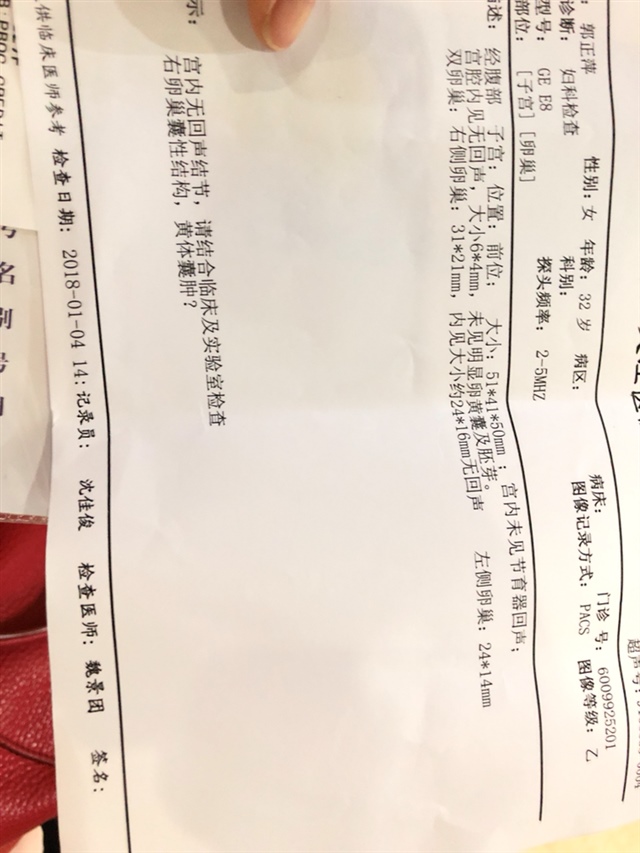 6009925201
：郭正萍 性别：女 年龄：32 岁 病区： 病床： 门诊 号：6009925201
诊断：妇科检查 科别： 图像记录方式：PACS 图像等级：乙
型号：GE E8 探头频率：2-5MHZ
部位：[子宫] [卵巢]
描述：经腹部 子宫：位置：前位； 大小：51*41*50mm；宫内未见节育器回声；
宫腔内见无回声，大小6*4mm，未见明显卵黄囊及胚芽。
双卵巢：右侧卵巢：31*21mm，内见大小约24*16mm无回声 左侧卵巢：24*14mm
示：
宫内无回声结节，请结合临床及实验室检查
右卵巢囊性结构，黄体囊肿？
供临床医师参考 检查日期：2018-01-04 14：记录员： 沈佳俊 检查医师：魏景团 签名：